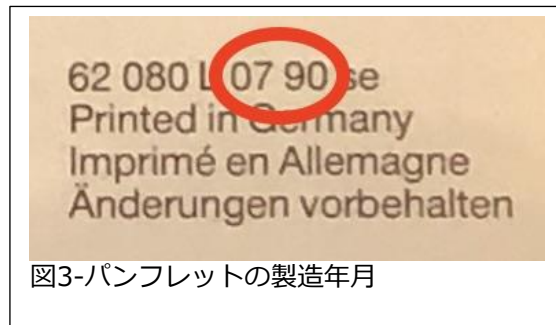 62 080 L 07 90 se
Printed in Germany
Imprimé en Allemagne
Änderungen vorbehalten
図3-パンフレットの製造年月